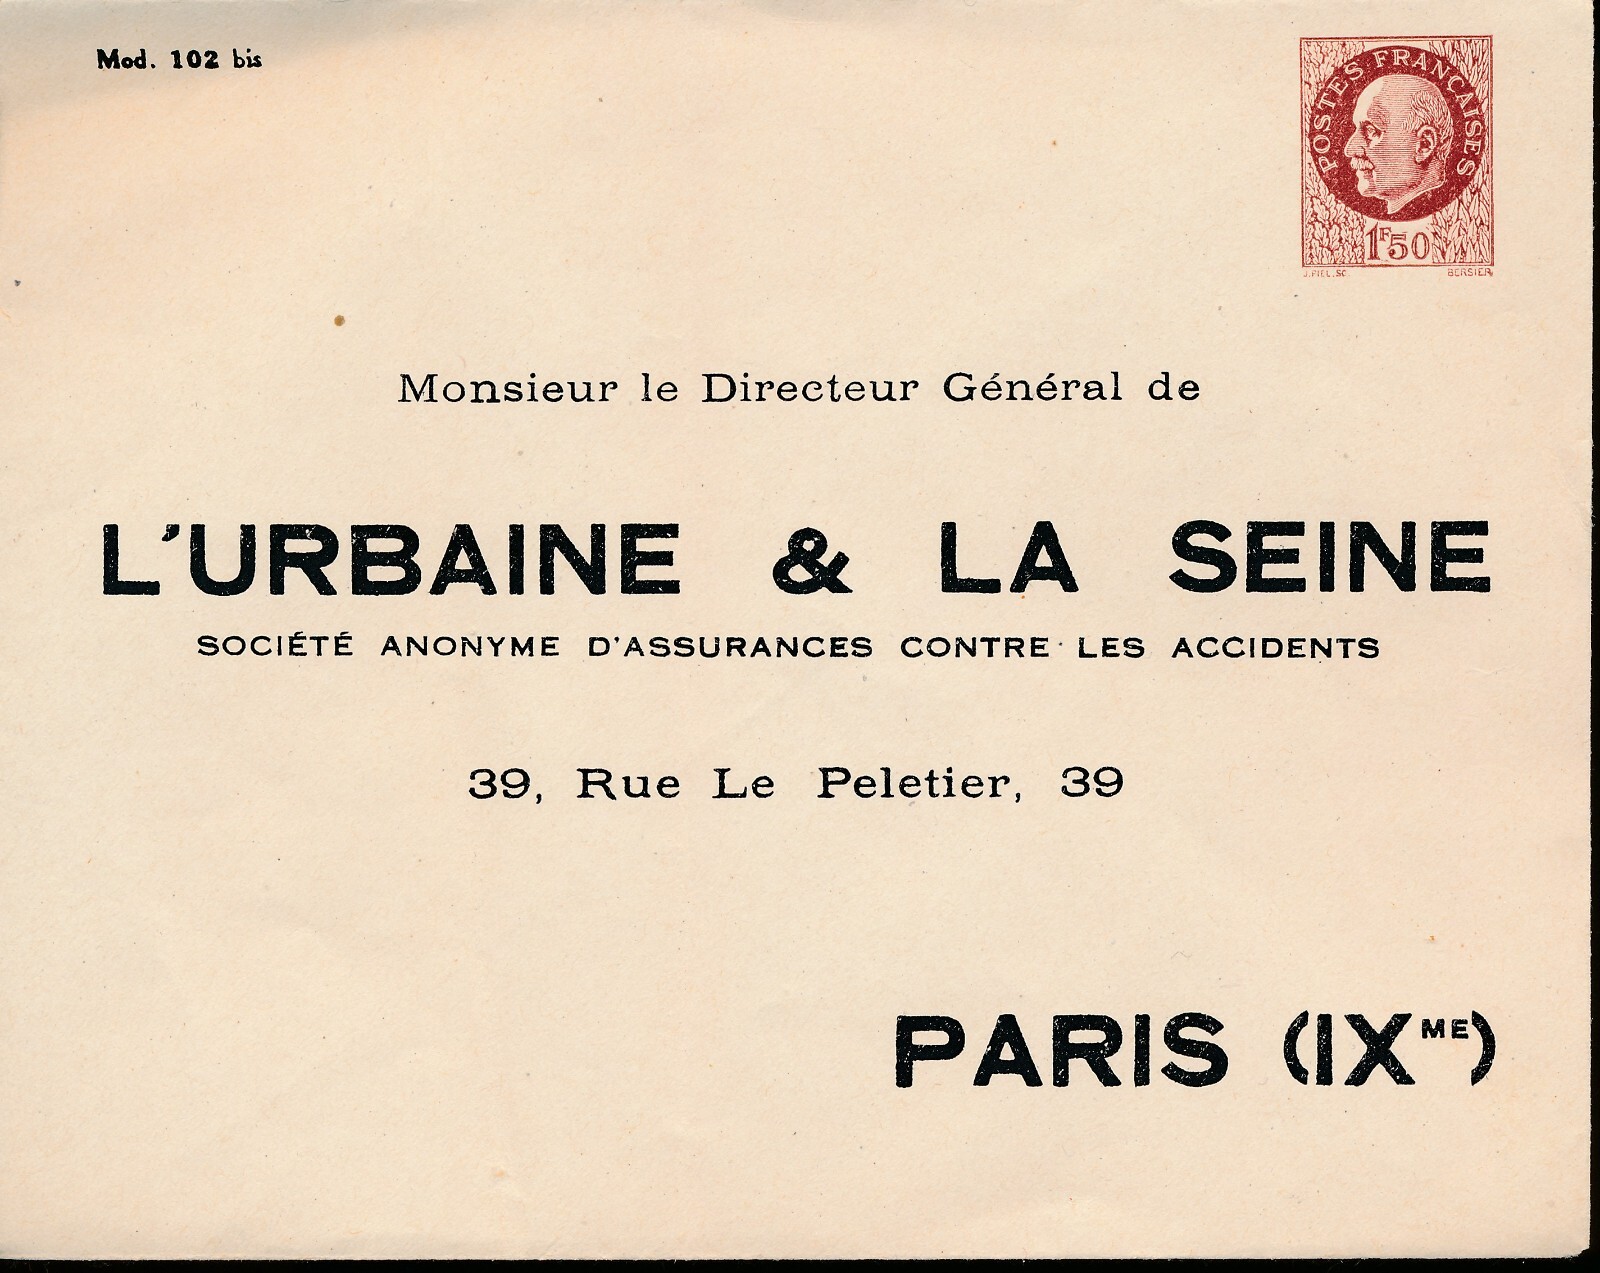 Mod. 102 bis
POSTES FRANÇAISES
1F50
J.PIEL.SC. BERSIER
Monsieur le Directeur Général de
L'URBAINE & LA SEINE
SOCIÉTÉ ANONYME D'ASSURANCES CONTRE LES ACCIDENTS
39, Rue Le Peletier, 39
PARIS (IXME)